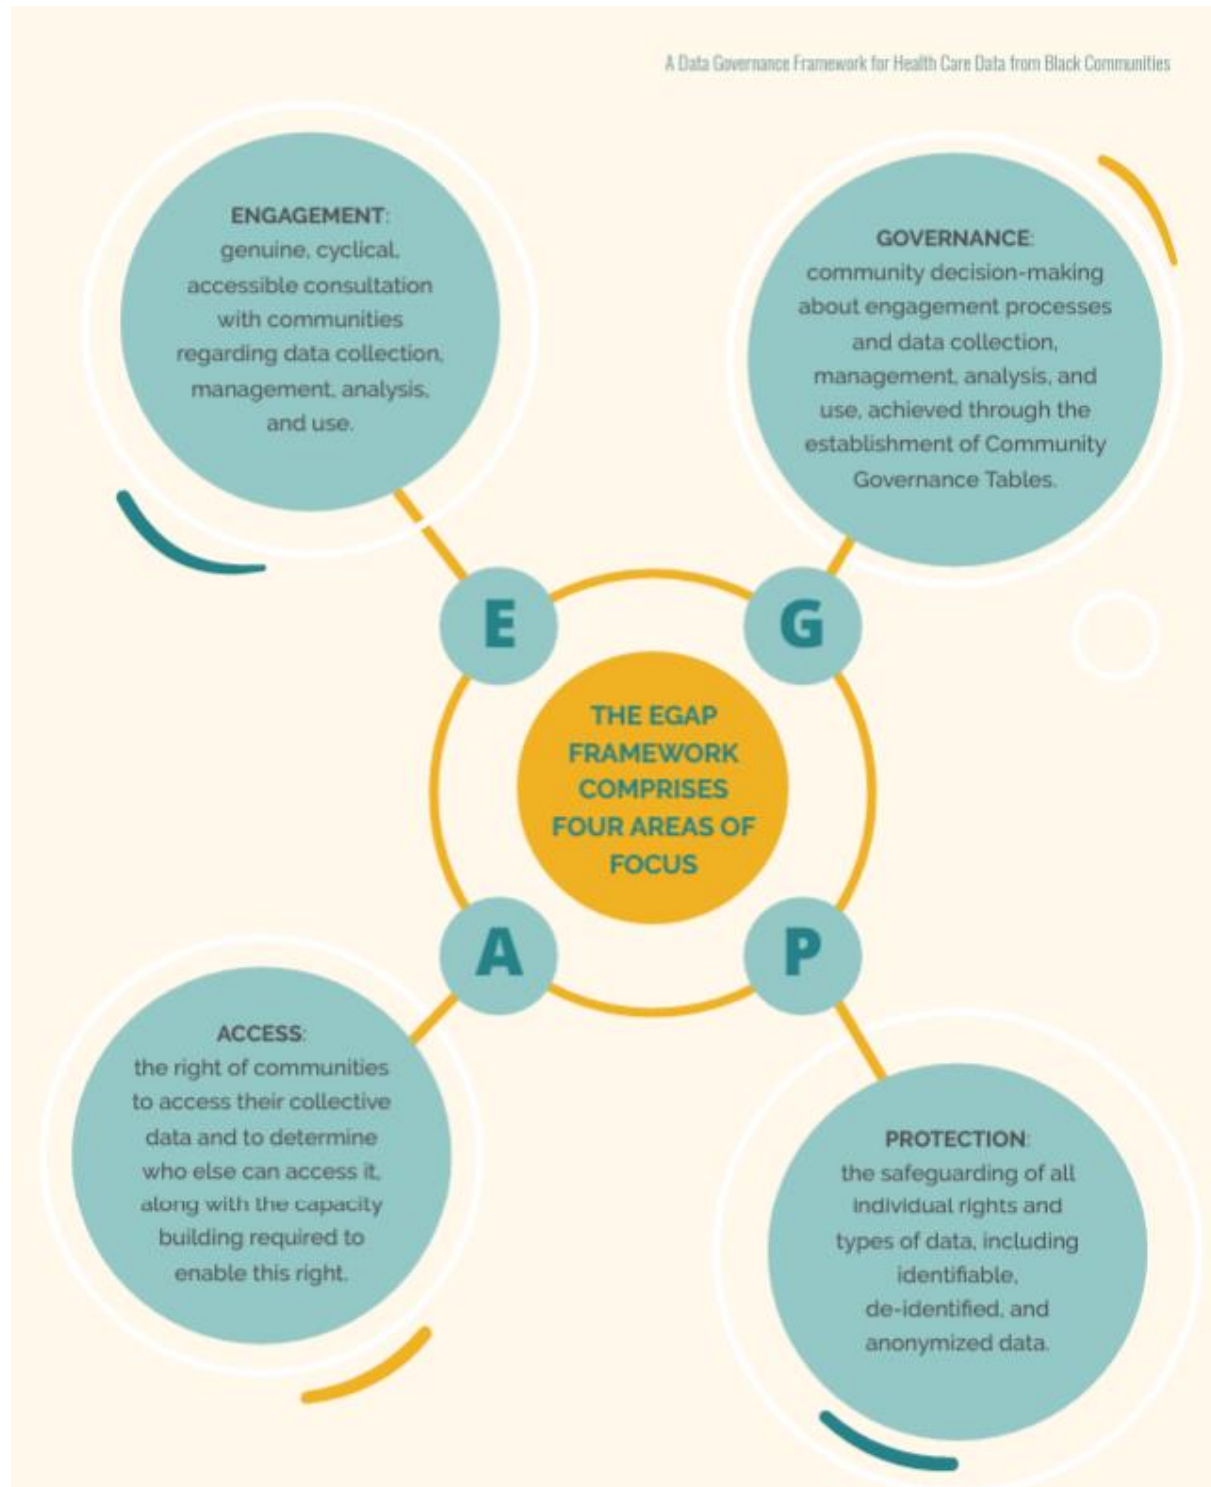 A Data Governance Framework for Health Care Data from Black Communities
ENGAGEMENT:
genuine, cyclical,
accessible consultation
with communities
regarding data collection,
management, analysis,
and use.
GOVERNANCE:
community decision-making
about engagement processes
and data collection,
management, analysis, and
use, achieved through the
establishment of Community
Governance Tables.
E
G
THE EGAP
FRAMEWORK
COMPRISES
FOUR AREAS OF
FOCUS
A
P
ACCESS:
the right of communities
to access their collective
data and to determine
who else can access it,
along with the capacity
building required to
enable this right.
PROTECTION:
the safeguarding of all
individual rights and
types of data, including
identifiable,
de-identified, and
anonymized data.